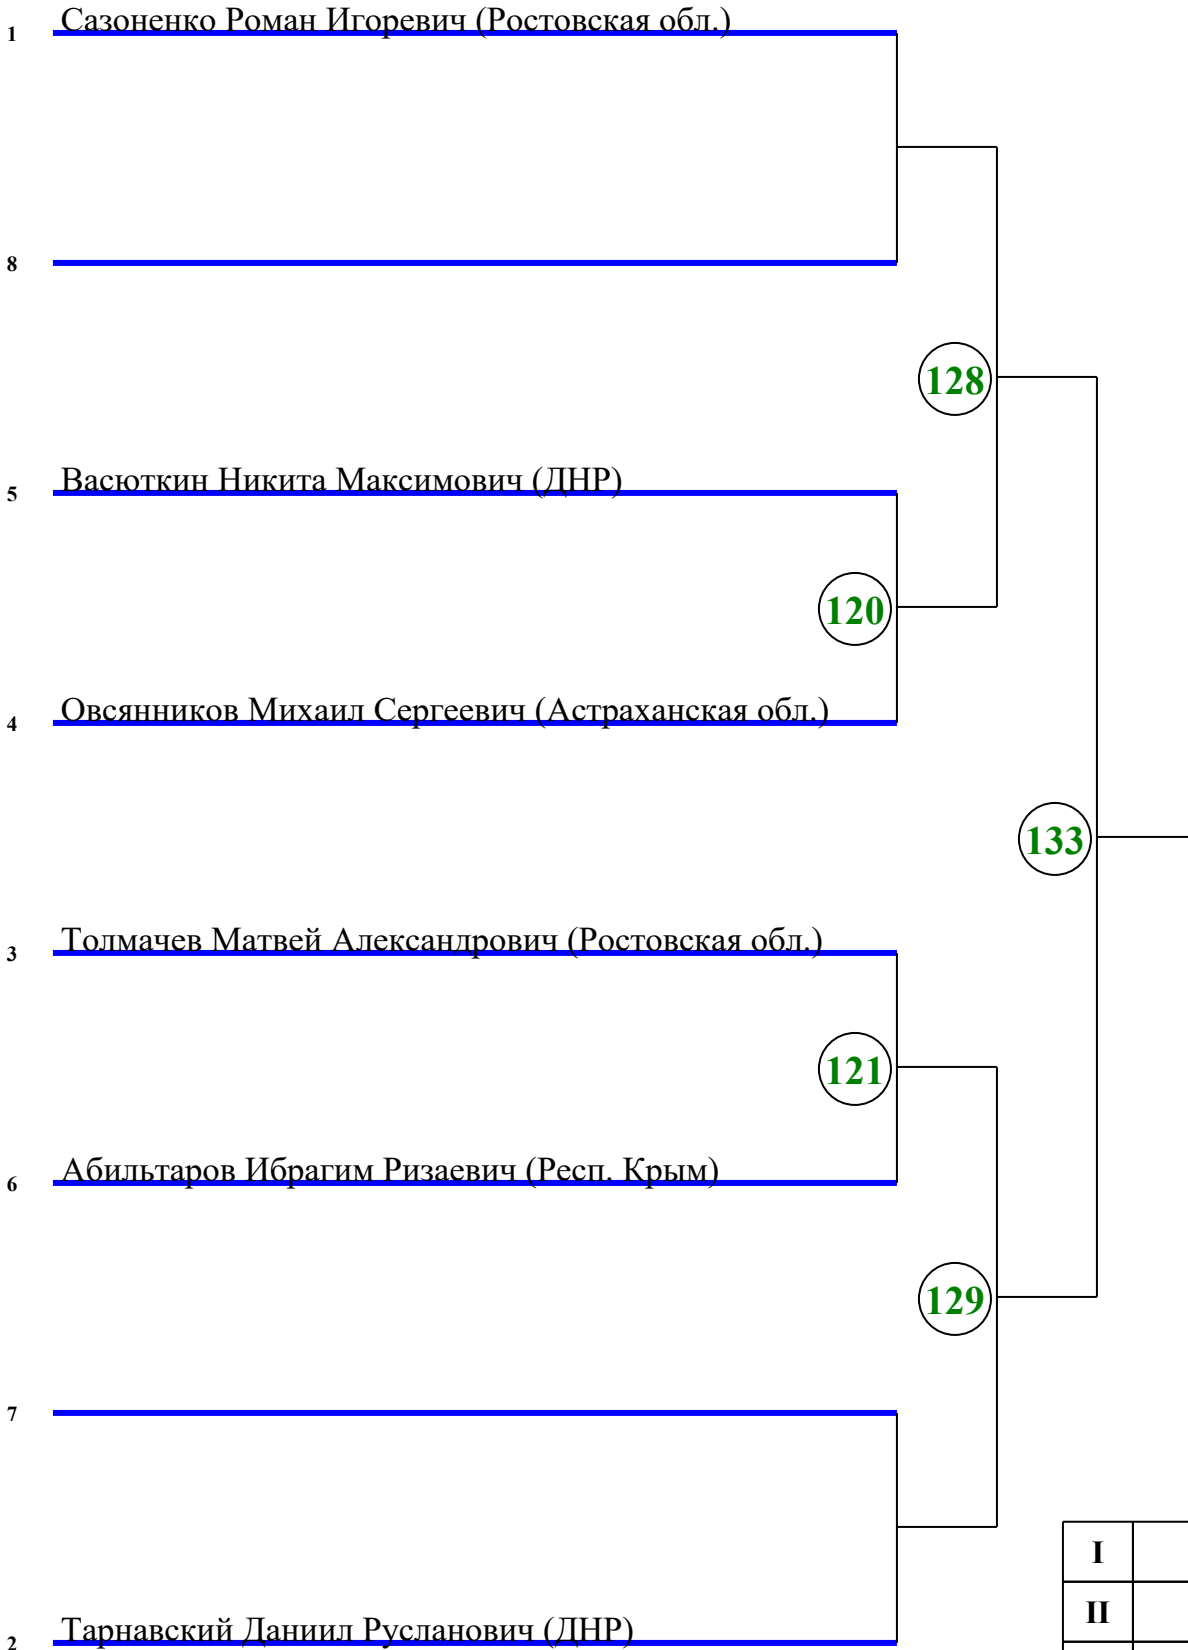 1 Сазоненко Роман Игоревич (Ростовская обл.)
8
128
5 Васюткин Никита Максимович (ДНР)
120
4 Овсянников Михаил Сергеевич (Астраханская обл.)
133
3 Толмачев Матвей Александрович (Ростовская обл.)
121
6 Абильтаров Ибрагим Ризаевич (Респ. Крым)
129
7
I
II
2 Тарнавский Даниил Русланович (ДНР)